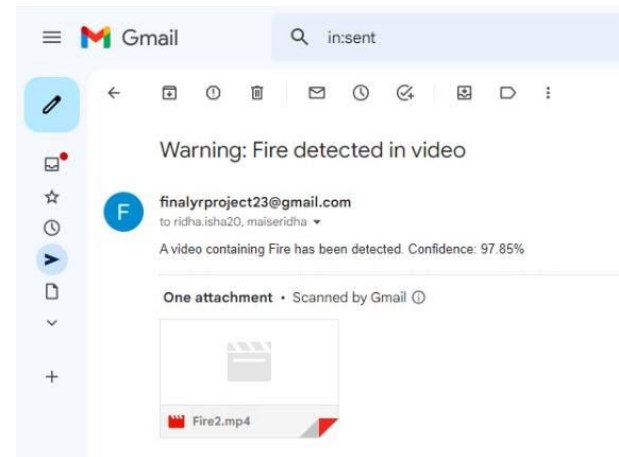 Gmail
in:sent
Warning: Fire detected in video
F
finalyrproject23@gmail.com
to ridha.isha20, maiseridha
A video containing Fire has been detected. Confidence: 97.85%
One attachment • Scanned by Gmail
Fire2.mp4